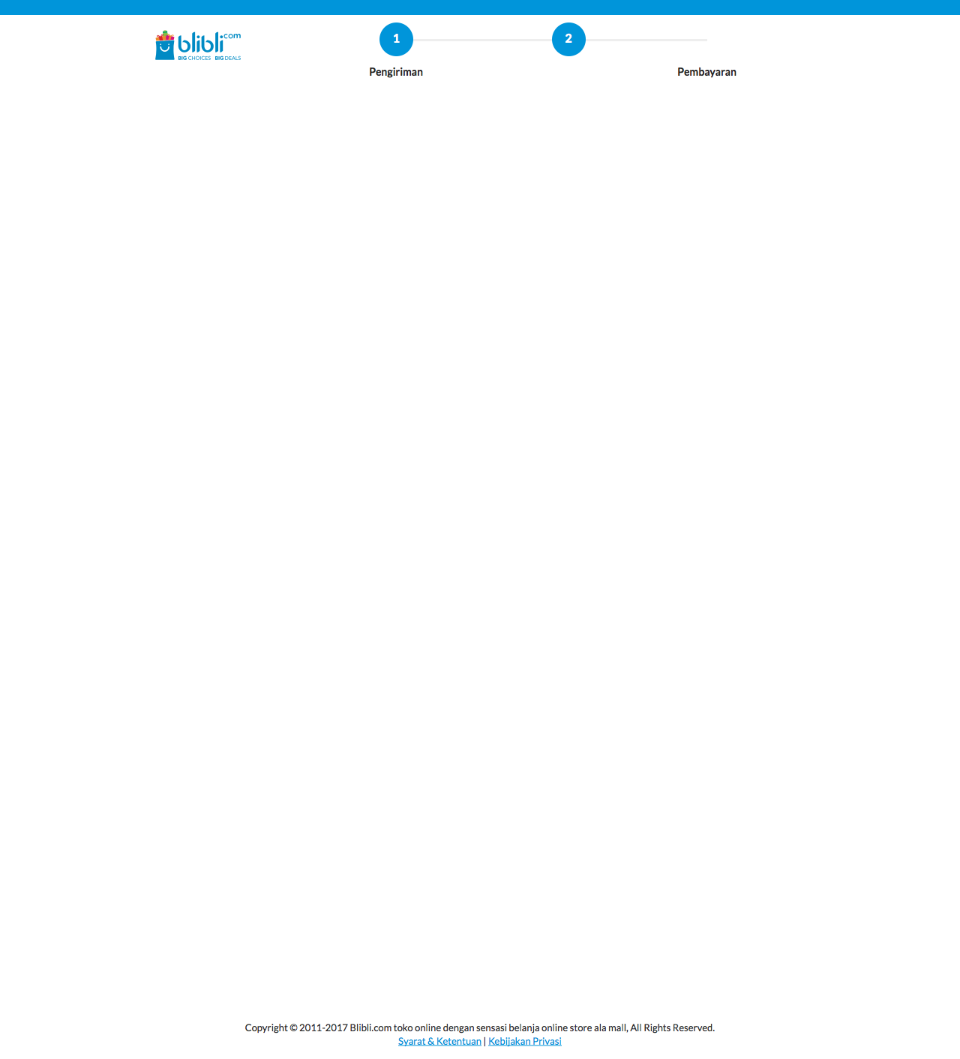 blibli.com
BIG CHOICES BIG DEALS
1
2
Pengiriman
Pembayaran
Copyright © 2011-2017 Blibli.com toko online dengan sensasi belanja online store ala mall, All Rights Reserved.
Syarat & Ketentuan | Kebijakan Privasi